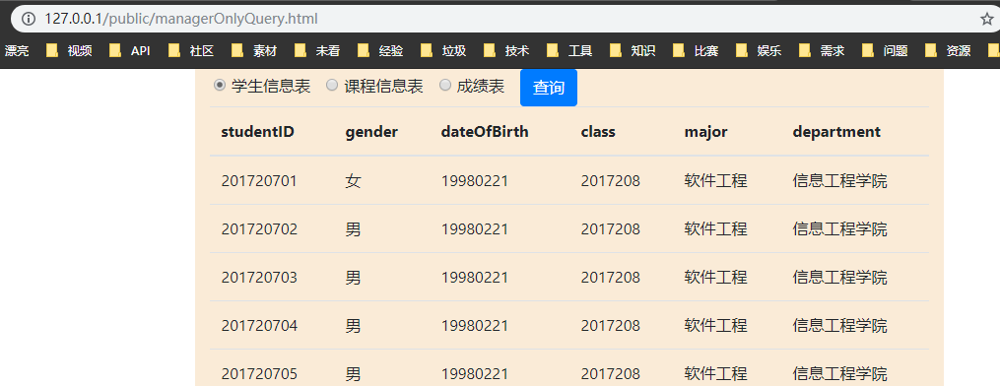 127.0.0.1/public/managerOnlyQuery.html
漂亮 视频 API 社区 素材 未看 经验 垃圾 技术 工具 知识 比赛 娱乐 需求 问题 资源
学生信息表 课程信息表 成绩表 查询
studentID gender dateOfBirth class major department
201720701 女 19980221 2017208 软件工程 信息工程学院
201720702 男 19980221 2017208 软件工程 信息工程学院
201720703 男 19980221 2017208 软件工程 信息工程学院
201720704 男 19980221 2017208 软件工程 信息工程学院
201720705 男 19980221 2017208 软件工程 信息工程学院